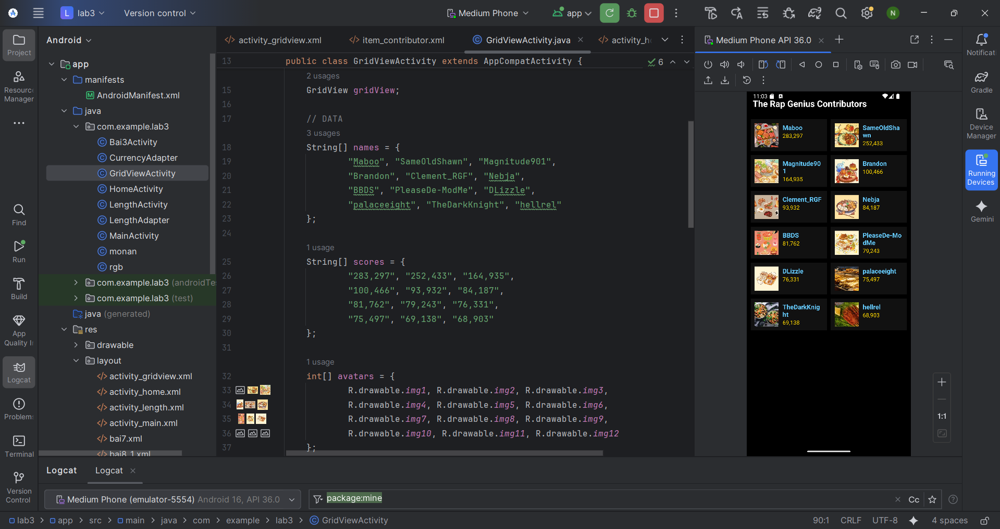 L lab3 Version control Medium Phone app N
Project
Resourc
Manager
Find
Run
Build
App
Quality I
Logcat
Problem
Terminal
Version
Control
Android
app
manifests
M AndroidManifest.xml
java
com.example.lab3
C Bai3Activity
C CurrencyAdapter
C GridViewActivity
C HomeActivity
C LengthActivity
C LengthAdapter
C MainActivity
C monan
C rgb
com.example.lab3 (androidTe
com.example.lab3 (test)
java (generated)
res
drawable
layout
</> activity_gridview.xml
</> activity_home.xml
</> activity_length.xml
</> activity_main.xml
</> bai7.xml
</> bai8_1.xml
</> activity_gridview.xml </> item_contributor.xml C GridViewActivity.java × </> activity_h
13 public class GridViewActivity extends AppCompatActivity { 6
2 usages
15 GridView gridView;
16
17 // DATA
3 usages
18 String[] names = {
19 "Maboo", "SameOldShawn", "Magnitude901",
20 "Brandon", "Clement_RGF", "Nebja",
21 "BBDS", "PleaseDe-ModMe", "DLizzle",
22 "palaceeight", "TheDarkKnight", "hellrel"
23 };
24
1 usage
25 String[] scores = {
26 "283,297", "252,433", "164,935",
27 "100,466", "93,932", "84,187",
28 "81,762", "79,243", "76,331",
29 "75,497", "69,138", "68,903"
30 };
31
1 usage
32 int[] avatars = {
33 R.drawable.img1, R.drawable.img2, R.drawable.img3,
34 R.drawable.img4, R.drawable.img5, R.drawable.img6,
35 R.drawable.img7, R.drawable.img8, R.drawable.img9,
36 R.drawable.img10, R.drawable.img11, R.drawable.img12
37 };
Medium Phone API 36.0
11:03
The Rap Genius Contributors
Maboo
283,297
SameOldSha
wn
252,433
Magnitude90
1
164,935
Brandon
100,466
Clement_RGF
93,932
Nebja
84,187
BBDS
81,762
PleaseDe-Mo
dMe
79,243
DLizzle
76,331
palaceeight
75,497
TheDarkKnig
ht
69,138
hellrel
68,903
1:1
Notificat
Gradle
Device
Manager
Running
Devices
Gemini
Logcat Logcat
Medium Phone (emulator-5554) Android 16, API 36.0 package:mine Cc
lab3 > app > src > main > java > com > example > lab3 > C GridViewActivity 90:1 CRLF UTF-8 4 spaces